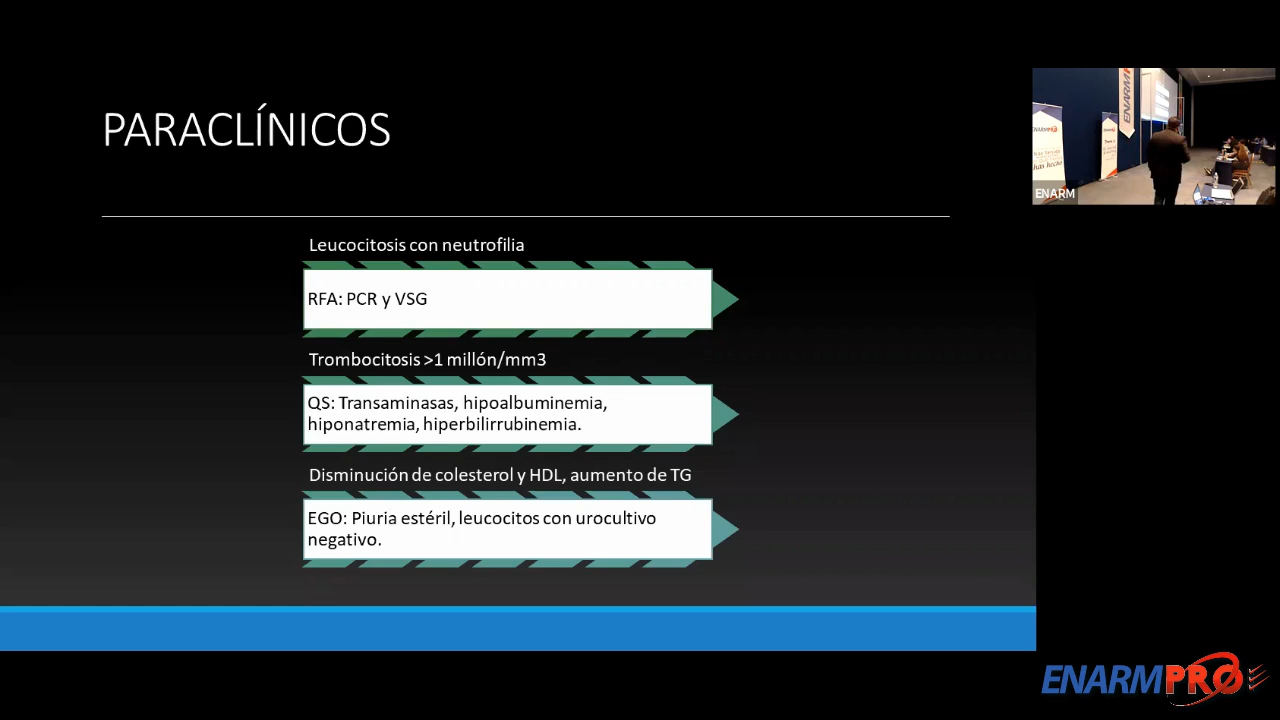 PARACLÍNICOS
Leucocitosis con neutrofilia
RFA: PCR y VSG
Trombocitosis >1 millón/mm3
QS: Transaminasas, hipoalbuminemia,
hiponatremia, hiperbilirrubinemia.
Disminución de colesterol y HDL, aumento de TG
EGO: Piuria estéril, leucocitos con urocultivo
negativo.
ENARM
ENARMPRO